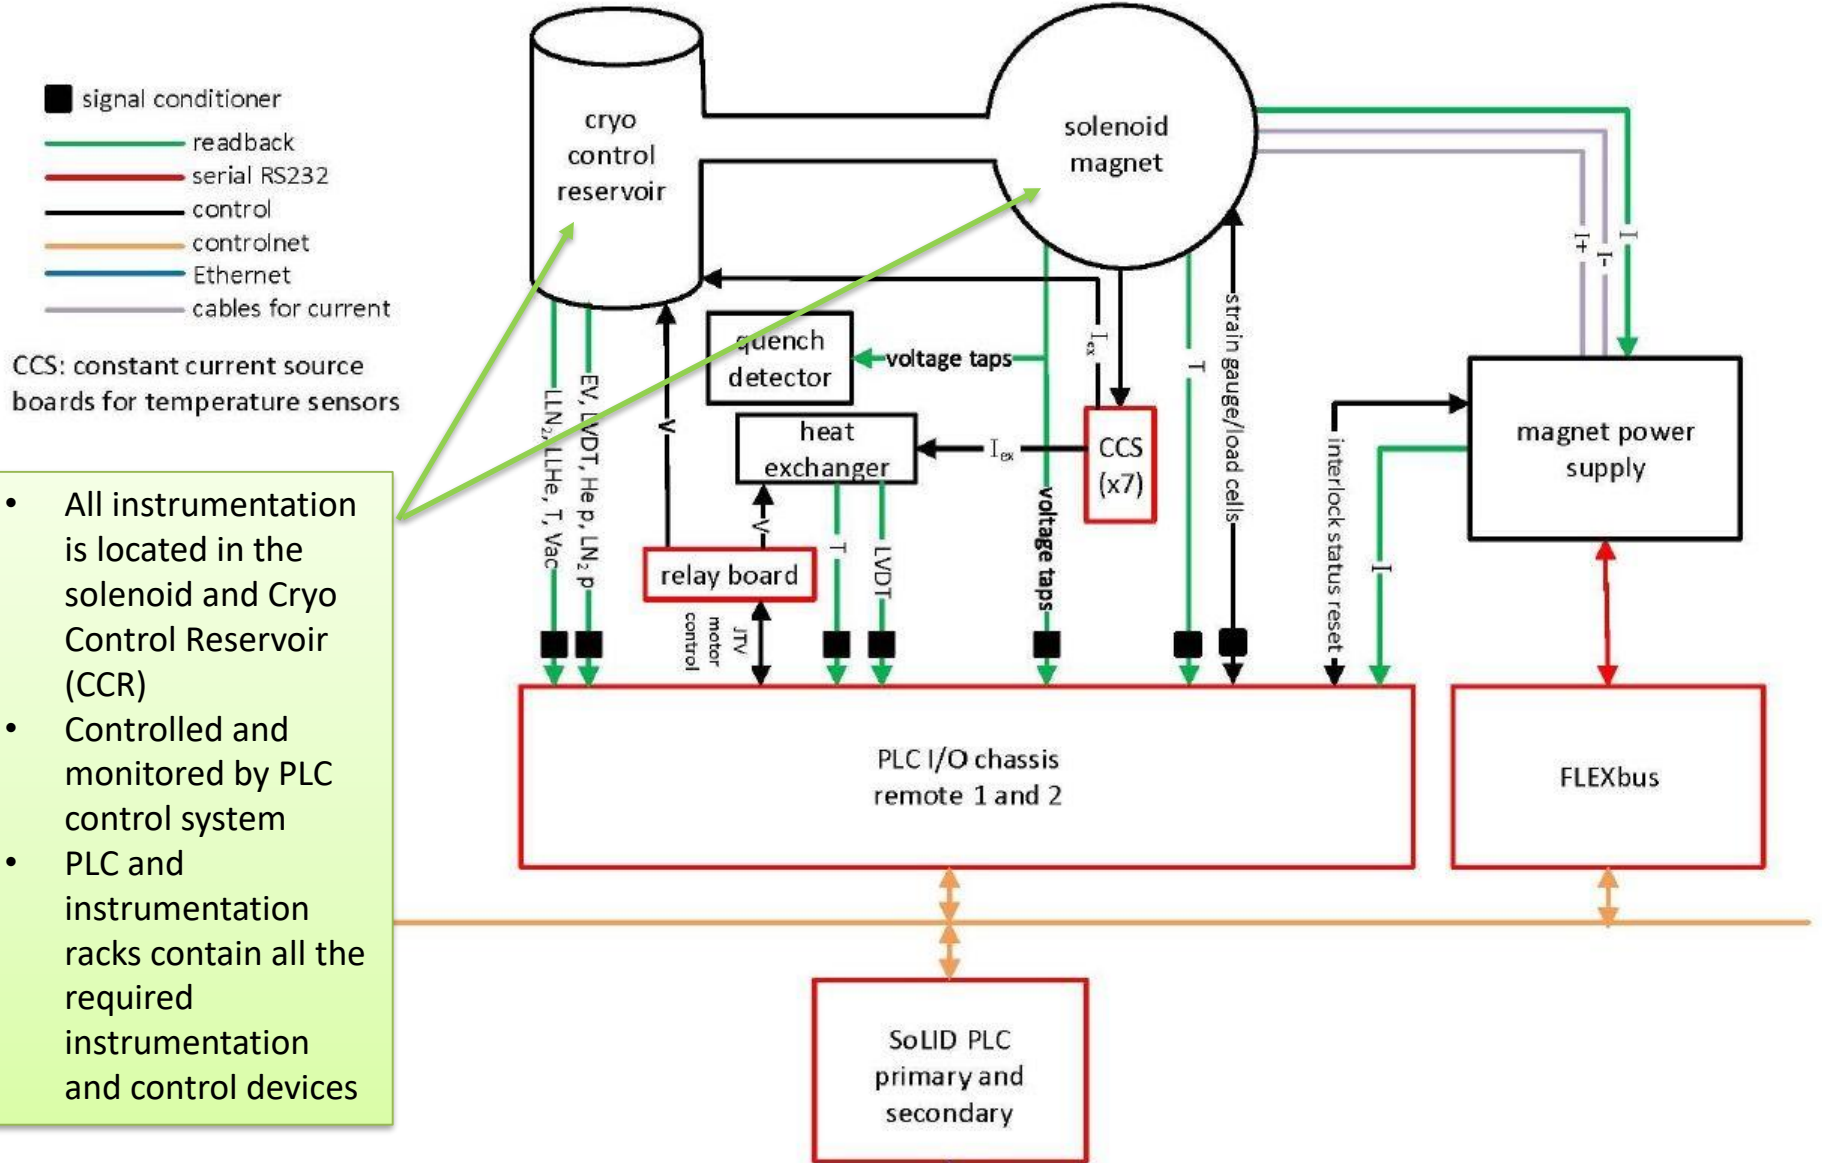 signal conditioner
readback
serial RS232
control
controlnet
Ethernet
cables for current
CCS: constant current source
boards for temperature sensors
• All instrumentation
is located in the
solenoid and Cryo
Control Reservoir
(CCR)
• Controlled and
monitored by PLC
control system
• PLC and
instrumentation
racks contain all the
required
instrumentation
and control devices
cryo
control
reservoir
solenoid
magnet
I+
I-
I
quench
detector
voltage taps
I_ex
T
strain gauge/load cells
LLN₂, LLHe, T, Vac
EV, LVDT, He p, LN₂ p
V
heat
exchanger
I_ex
CCS
(x7)
V
T
LVDT
voltage taps
relay board
JTV
motor
control
interlock status reset
I
magnet power
supply
PLC I/O chassis
remote 1 and 2
FLEXbus
SoLID PLC
primary and
secondary